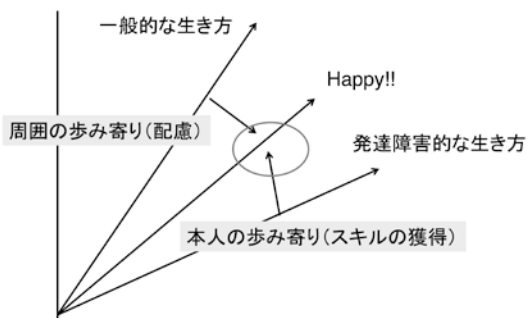 一般的な生き方
Happy!!
周囲の歩み寄り(配慮)
発達障害的な生き方
本人の歩み寄り(スキルの獲得)